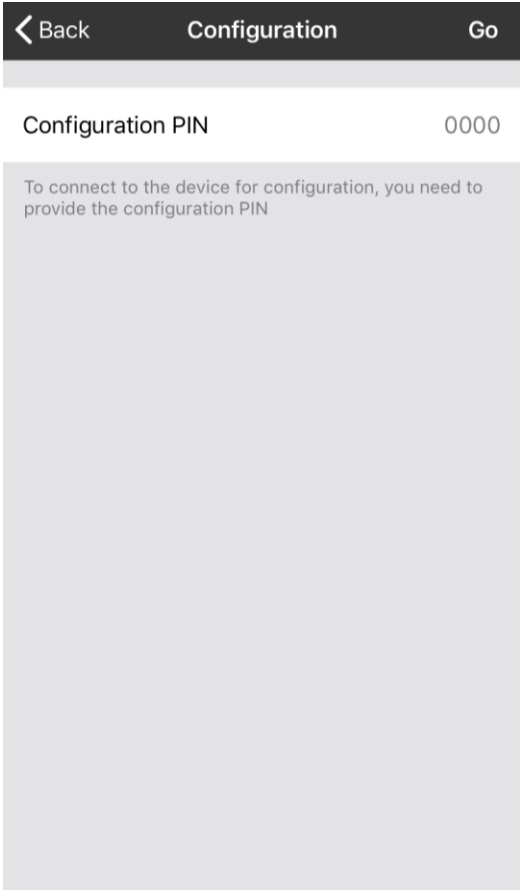 Back Configuration Go
Configuration PIN 0000
To connect to the device for configuration, you need to
provide the configuration PIN